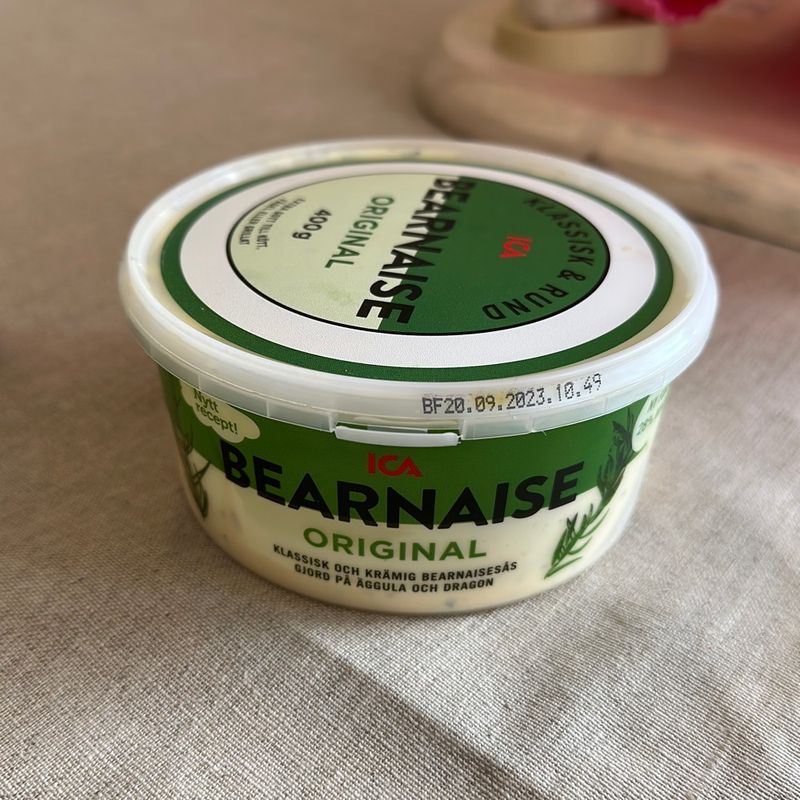 KLASSISK & RUND
ICA
BEARNAISE
ORIGINAL
400g
BF20.09.2023.10.49
Nytt
recept!
ICA
BEARNAISE
ORIGINAL
KLASSISK OCH KRÄMIG BEARNAISESÅS
GJORD PÅ ÄGGULA OCH DRAGON